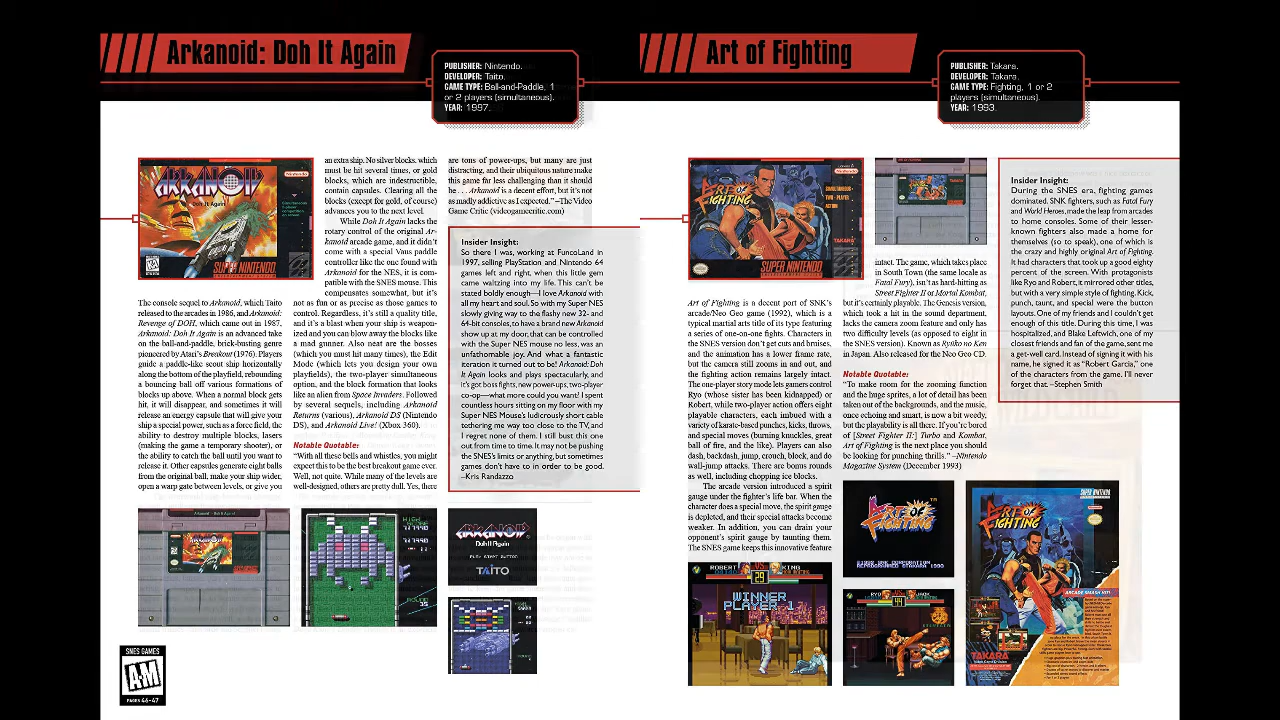 Arkanoid: Doh It Again
PUBLISHER: Nintendo.
DEVELOPER: Taito.
GAME TYPE: Ball-and-Paddle, 1
or 2 players (simultaneous).
YEAR: 1997.
The console sequel to Arkanoid, which Taito
released to the arcades in 1986, and Arkanoid:
Revenge of DOH, which came out in 1987,
Arkanoid: Doh It Again is an advanced take
on the ball-and-paddle, brick-busting genre
pioneered by Atari's Breakout (1976). Players
guide a paddle-like scout ship horizontally
along the bottom of the playfield, rebounding
a bouncing ball off various formations of
blocks up above. When a normal block gets
hit, it will disappear, and sometimes it will
release an energy capsule that will give your
ship a special power, such as a force field, the
ability to destroy multiple blocks, lasers
(making the game a temporary shooter), or
the ability to catch the ball until you want to
release it. Other capsules generate eight balls
from the original ball, make your ship wider,
open a warp gate between levels, or give you
an extra ship. No silver blocks, which
must be hit several times, or gold
blocks, which are indestructible,
contain capsules. Clearing all the
blocks (except for gold, of course)
advances you to the next level.
While Doh It Again lacks the
rotary control of the original Ar-
kanoid arcade game, and it didn't
come with a special Vaus paddle
controller like the one found with
Arkanoid for the NES, it is com-
patible with the SNES mouse. This
compensates somewhat, but it's
not as fun or as precise as those games to
control. Regardless, it's still a quality title,
and it's a blast when your ship is weapon-
ized and you can blow away the blocks like
a mad gunner. Also neat are the bosses
(which you must hit many times), the Edit
Mode (which lets you design your own
playfields), the two-player simultaneous
option, and the block formation that looks
like an alien from Space Invaders. Followed
by several sequels, including Arkanoid
Returns (various), Arkanoid DS (Nintendo
DS), and Arkanoid Live! (Xbox 360).
Notable Quotable:
"With all these bells and whistles, you might
expect this to be the best breakout game ever.
Well, not quite. While many of the levels are
well-designed, others are pretty dull. Yes, there
are tons of power-ups, but many are just
distracting, and their ubiquitous nature make
this game far less challenging than it should
be . . . Arkanoid is a decent effort, but it's not
as madly addictive as I expected." –The Video
Game Critic (videogamecritic.com)
Insider Insight:
So there I was, working at FuncoLand in
1997, selling PlayStation and Nintendo 64
games left and right, when this little gem
came waltzing into my life. This can't be
stated boldly enough—I love Arkanoid with
all my heart and soul. So with my Super NES
slowly giving way to the flashy new 32- and
64-bit consoles, to have a brand new Arkanoid
show up at my door, that can be controlled
with the Super NES mouse no less, was an
unfathomable joy. And what a fantastic
iteration it turned out to be! Arkanoid: Doh
It Again looks and plays spectacularly, and
it's got boss fights, new power-ups, two-player
co-op—what more could you want! I spent
countless hours sitting on my floor with my
Super NES Mouse's ludicrously short cable
tethering me way too close to the TV, and
I regret none of them. I still bust this one
out from time to time. It may not be pushing
the SNES's limits or anything, but sometimes
games don't have to in order to be good.
–Kris Randazzo
ARKANOID
Doh It Again
Nintendo
SUPER NINTENDO
ARKANOID
Doh It Again
TAITO
SNES GAMES
AM
PAGES 46-47
Art of Fighting
PUBLISHER: Takara.
DEVELOPER: Takara.
GAME TYPE: Fighting, 1 or 2
players (simultaneous).
YEAR: 1993.
ART OF
FIGHTING
SIMULTANEOUS
TWO-PLAYER
ACTION
TAKARA
SUPER NINTENDO
Art of Fighting is a decent port of SNK's
arcade/Neo Geo game (1992), which is a
typical martial arts title of its type featuring
a series of one-on-one fights. Characters in
the SNES version don't get cuts and bruises,
and the animation has a lower frame rate,
but the camera still zooms in and out, and
the fighting action remains largely intact.
The one-player story mode lets gamers control
Ryo (whose sister has been kidnapped) or
Robert, while two-player action offers eight
playable characters, each imbued with a
variety of karate-based punches, kicks, throws,
and special moves (burning knuckles, great
ball of fire, and the like). Players can also
dash, backdash, jump, crouch, block, and do
wall-jump attacks. There are bonus rounds
as well, including chopping ice blocks.
The arcade version introduced a spirit
gauge under the fighter's life bar. When the
character does a special move, the spirit gauge
is depleted, and their special attacks become
weaker. In addition, you can drain your
opponent's spirit gauge by taunting them.
The SNES game keeps this innovative feature
intact. The game, which takes place
in South Town (the same locale as
Fatal Fury), isn't as hard-hitting as
Street Fighter II or Mortal Kombat,
but it's certainly playable. The Genesis version,
which took a hit in the sound department,
lacks the zoom feature and only has
two difficulty levels (as opposed to eight in
the SNES version). Known as Ryūko no Ken
in Japan. Also released for the Neo Geo CD.
Notable Quotable:
"To make room for the zooming function
and the huge sprites, a lot of detail has been
taken out of the backgrounds, and the music,
once echoing and smart, is now a bit weedy,
but the playability is all there. If you're bored
of [Street Fighter II:] Turbo and Kombat,
Art of Fighting is the next place you should
be looking for punching thrills." –Nintendo
Magazine System (December 1993)
Insider Insight:
During the SNES era, fighting games
dominated. SNK fighters, such as Fatal Fury
and World Heroes, made the leap from arcades
to home consoles. Some of their lesser-
known fighters also made a home for
themselves (so to speak), one of which is
the crazy and highly original Art of Fighting.
It had characters that took up a good eighty
percent of the screen. With protagonists
like Ryo and Robert, it mirrored other titles,
but with a very simple style of fighting. Kick,
punch, taunt, and special were the button
layouts. One of my friends and I couldn't get
enough of this title. During this time, I was
hospitalized, and Blake Leftwich, one of my
closest friends and fan of the game, sent me
a get-well card. Instead of signing it with his
name, he signed it as "Robert Garcia," one
of the characters from the game. I'll never
forget that. –Stephen Smith
ART OF
FIGHTING
ROBERT
KING
29
WINNER
PLAYER-1
SUPER NINTENDO
ART OF
FIGHTING
ARCADE SMASH HIT!
TAKARA